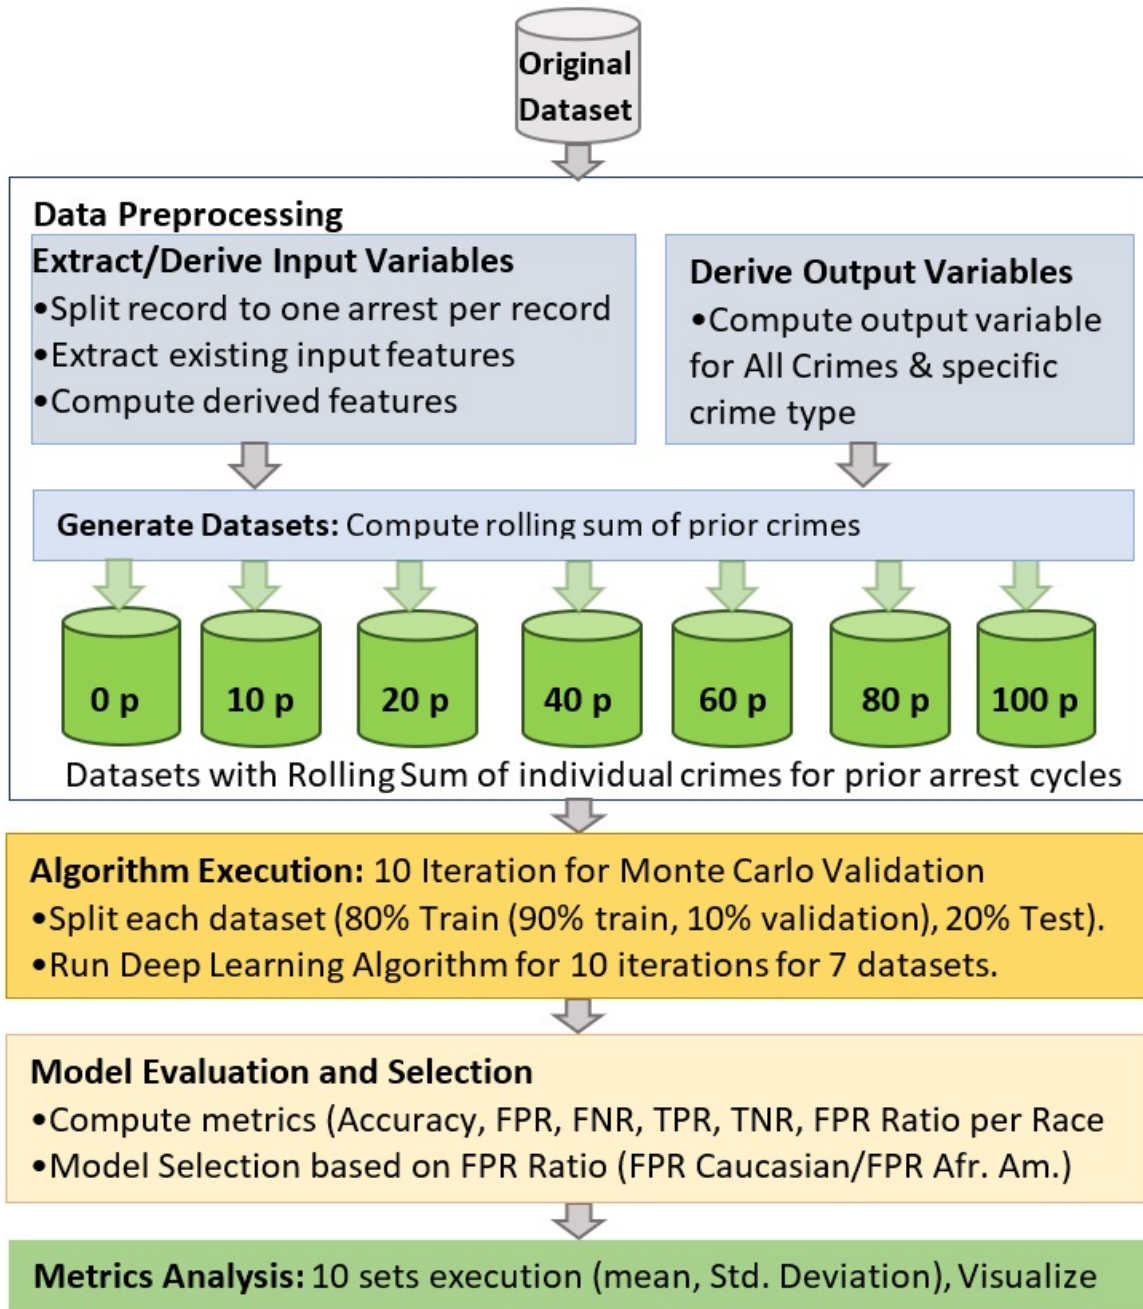 Original
Dataset
Data Preprocessing
Extract/Derive Input Variables
•Split record to one arrest per record
•Extract existing input features
•Compute derived features
Derive Output Variables
•Compute output variable
for All Crimes & specific
crime type
Generate Datasets: Compute rolling sum of prior crimes
0 p
10 p
20 p
40 p
60 p
80 p
100 p
Datasets with Rolling Sum of individual crimes for prior arrest cycles
Algorithm Execution: 10 Iteration for Monte Carlo Validation
•Split each dataset (80% Train (90% train, 10% validation), 20% Test).
•Run Deep Learning Algorithm for 10 iterations for 7 datasets.
Model Evaluation and Selection
•Compute metrics (Accuracy, FPR, FNR, TPR, TNR, FPR Ratio per Race
•Model Selection based on FPR Ratio (FPR Caucasian/FPR Afr. Am.)
Metrics Analysis: 10 sets execution (mean, Std. Deviation), Visualize